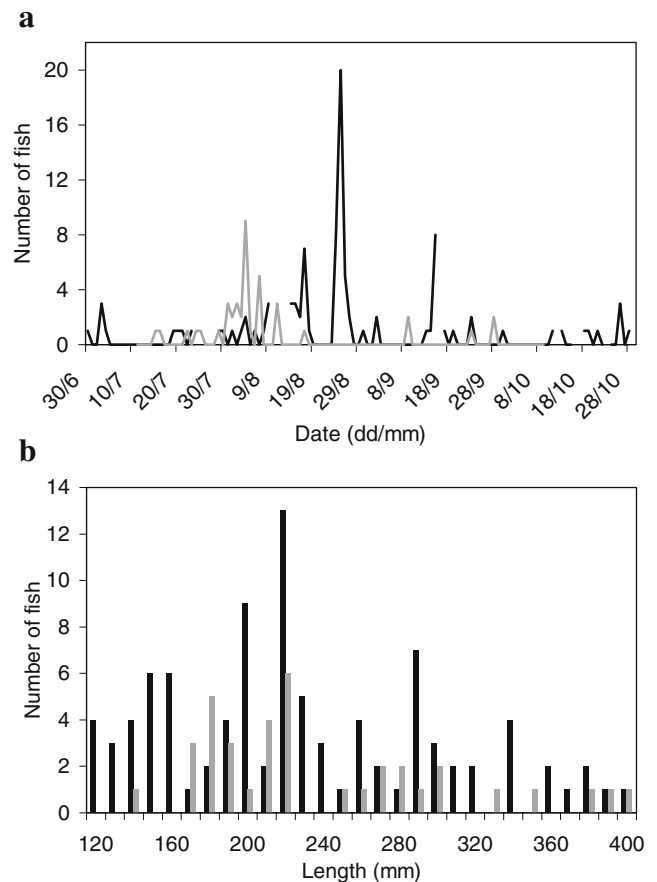 a
20
16
12
8
4
0
Number of fish
30/6 10/7 20/7 30/7 9/8 19/8 29/8 8/9 18/9 28/9 8/10 18/10 28/10
Date (dd/mm)
b
14
12
10
8
6
4
2
0
Number of fish
120 160 200 240 280 320 360 400
Length (mm)